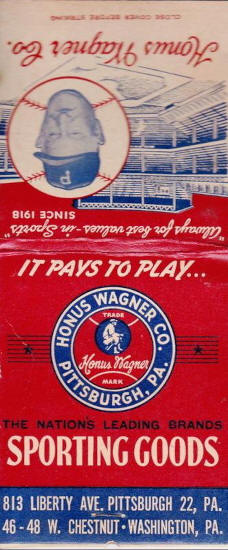 CLOSE COVER BEFORE STRIKING
Honus Wagner Co.
P
"Always for best values - in Sports"
SINCE 1918
IT PAYS TO PLAY...
HONUS WAGNER CO.
TRADE
Honus Wagner
MARK
PITTSBURGH, PA.
THE NATION'S LEADING BRANDS
SPORTING GOODS
813 LIBERTY AVE. PITTSBURGH 22, PA.
46-48 W. CHESTNUT • WASHINGTON, PA.